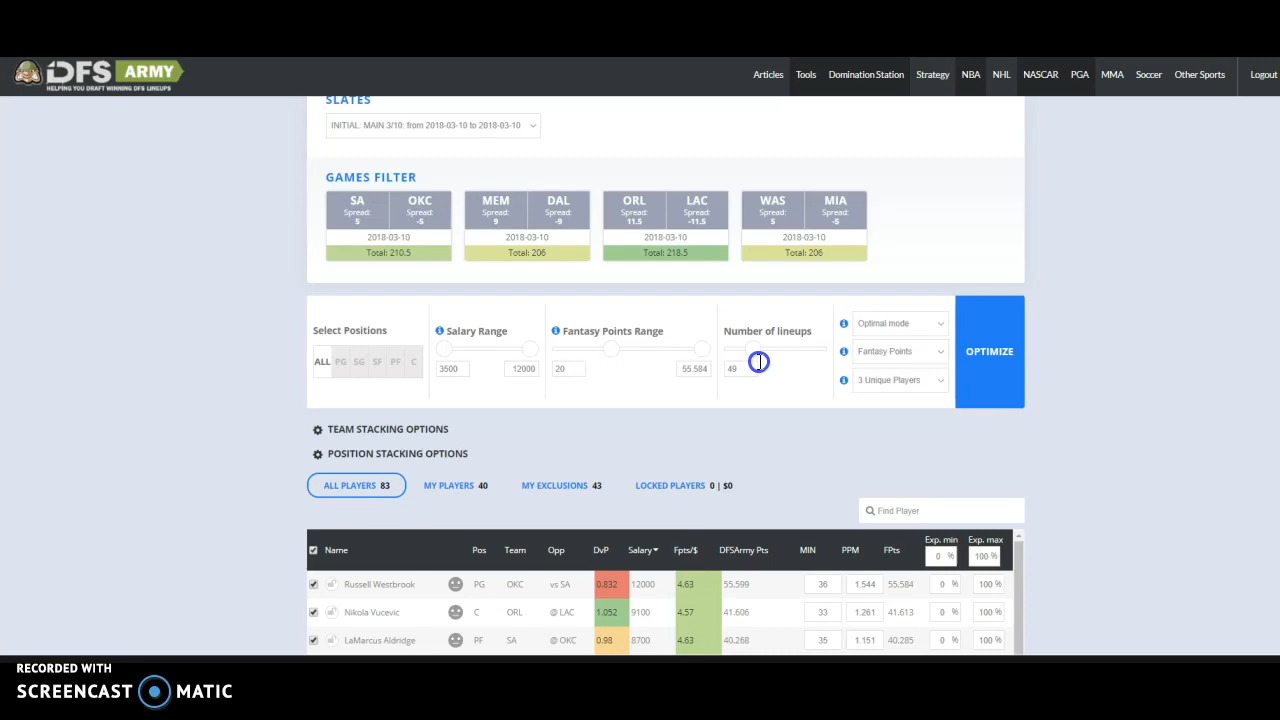 DFS ARMY
HELPING YOU DRAFT WINNING DFS LINEUPS
Articles Tools Domination Station Strategy NBA NHL NASCAR PGA MMA Soccer Other Sports Logout
SLATES
INITIAL: MAIN 3/10: from 2018-03-10 to 2018-03-10
GAMES FILTER
SA OKC MEM DAL ORL LAC WAS MIA
Spread: Spread: Spread: Spread: Spread: Spread: Spread: Spread:
5 -5 9 -9 11.5 -11.5 5 -5
2018-03-10 2018-03-10 2018-03-10 2018-03-10
Total: 210.5 Total: 206 Total: 218.5 Total: 206
Select Positions Salary Range Fantasy Points Range Number of lineups
Optimal mode
Fantasy Points
3 Unique Players
OPTIMIZE
ALL PG SG SF PF C
3500 12000 20 55.584 49
TEAM STACKING OPTIONS
POSITION STACKING OPTIONS
ALL PLAYERS 83 MY PLAYERS 40 MY EXCLUSIONS 43 LOCKED PLAYERS 0 | $0
Find Player
Name Pos Team Opp DvP Salary Fpts/$ DFSArmy Pts MIN PPM FPts Exp. min Exp. max
0 % 100 %
Russell Westbrook PG OKC vs SA 0.832 12000 4.63 55.599 36 1.544 55.584 0 % 100 %
Nikola Vucevic C ORL @ LAC 1.052 9100 4.57 41.606 33 1.261 41.613 0 % 100 %
LaMarcus Aldridge PF SA @ OKC 0.98 8700 4.63 40.268 35 1.151 40.285 0 % 100 %
RECORDED WITH
SCREENCAST MATIC